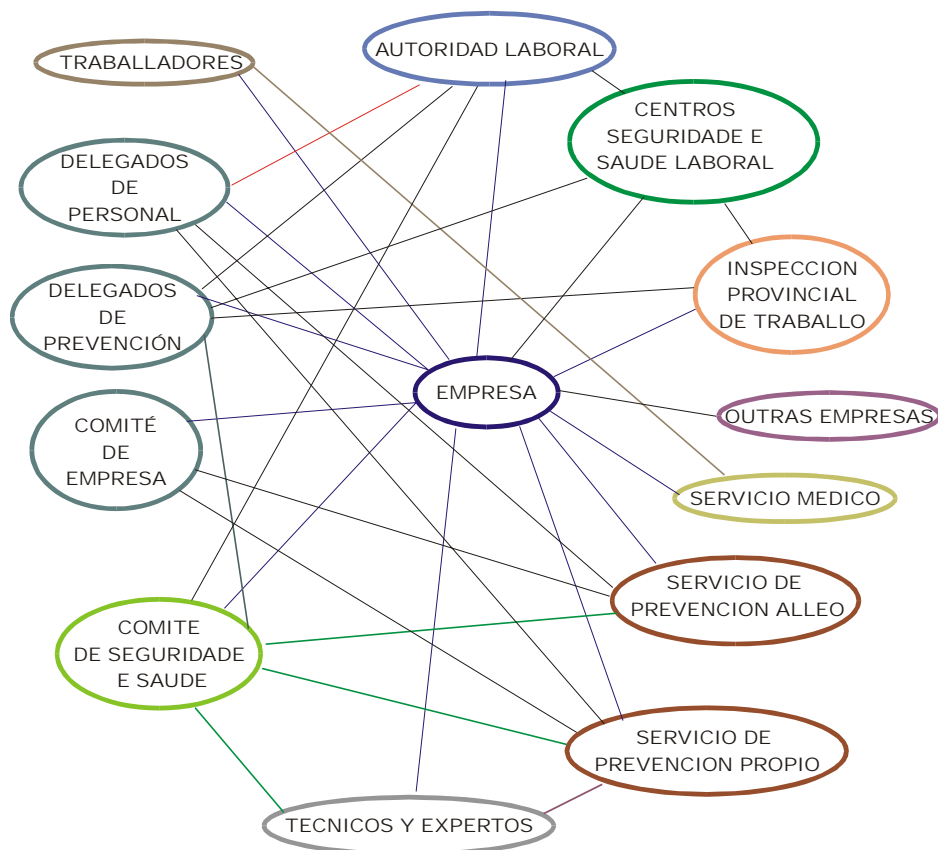 AUTORIDAD LABORAL
TRABALLADORES
CENTROS
SEGURIDADE E
SAUDE LABORAL
DELEGADOS
DE
PERSONAL
INSPECCION
PROVINCIAL
DE TRABALLO
DELEGADOS
DE
PREVENCIÓN
EMPRESA
OUTRAS EMPRESAS
COMITÉ
DE
EMPRESA
SERVICIO MEDICO
SERVICIO DE
PREVENCION ALLEO
COMITE
DE SEGURIDADE
E SAUDE
SERVICIO DE
PREVENCION PROPIO
TECNICOS Y EXPERTOS